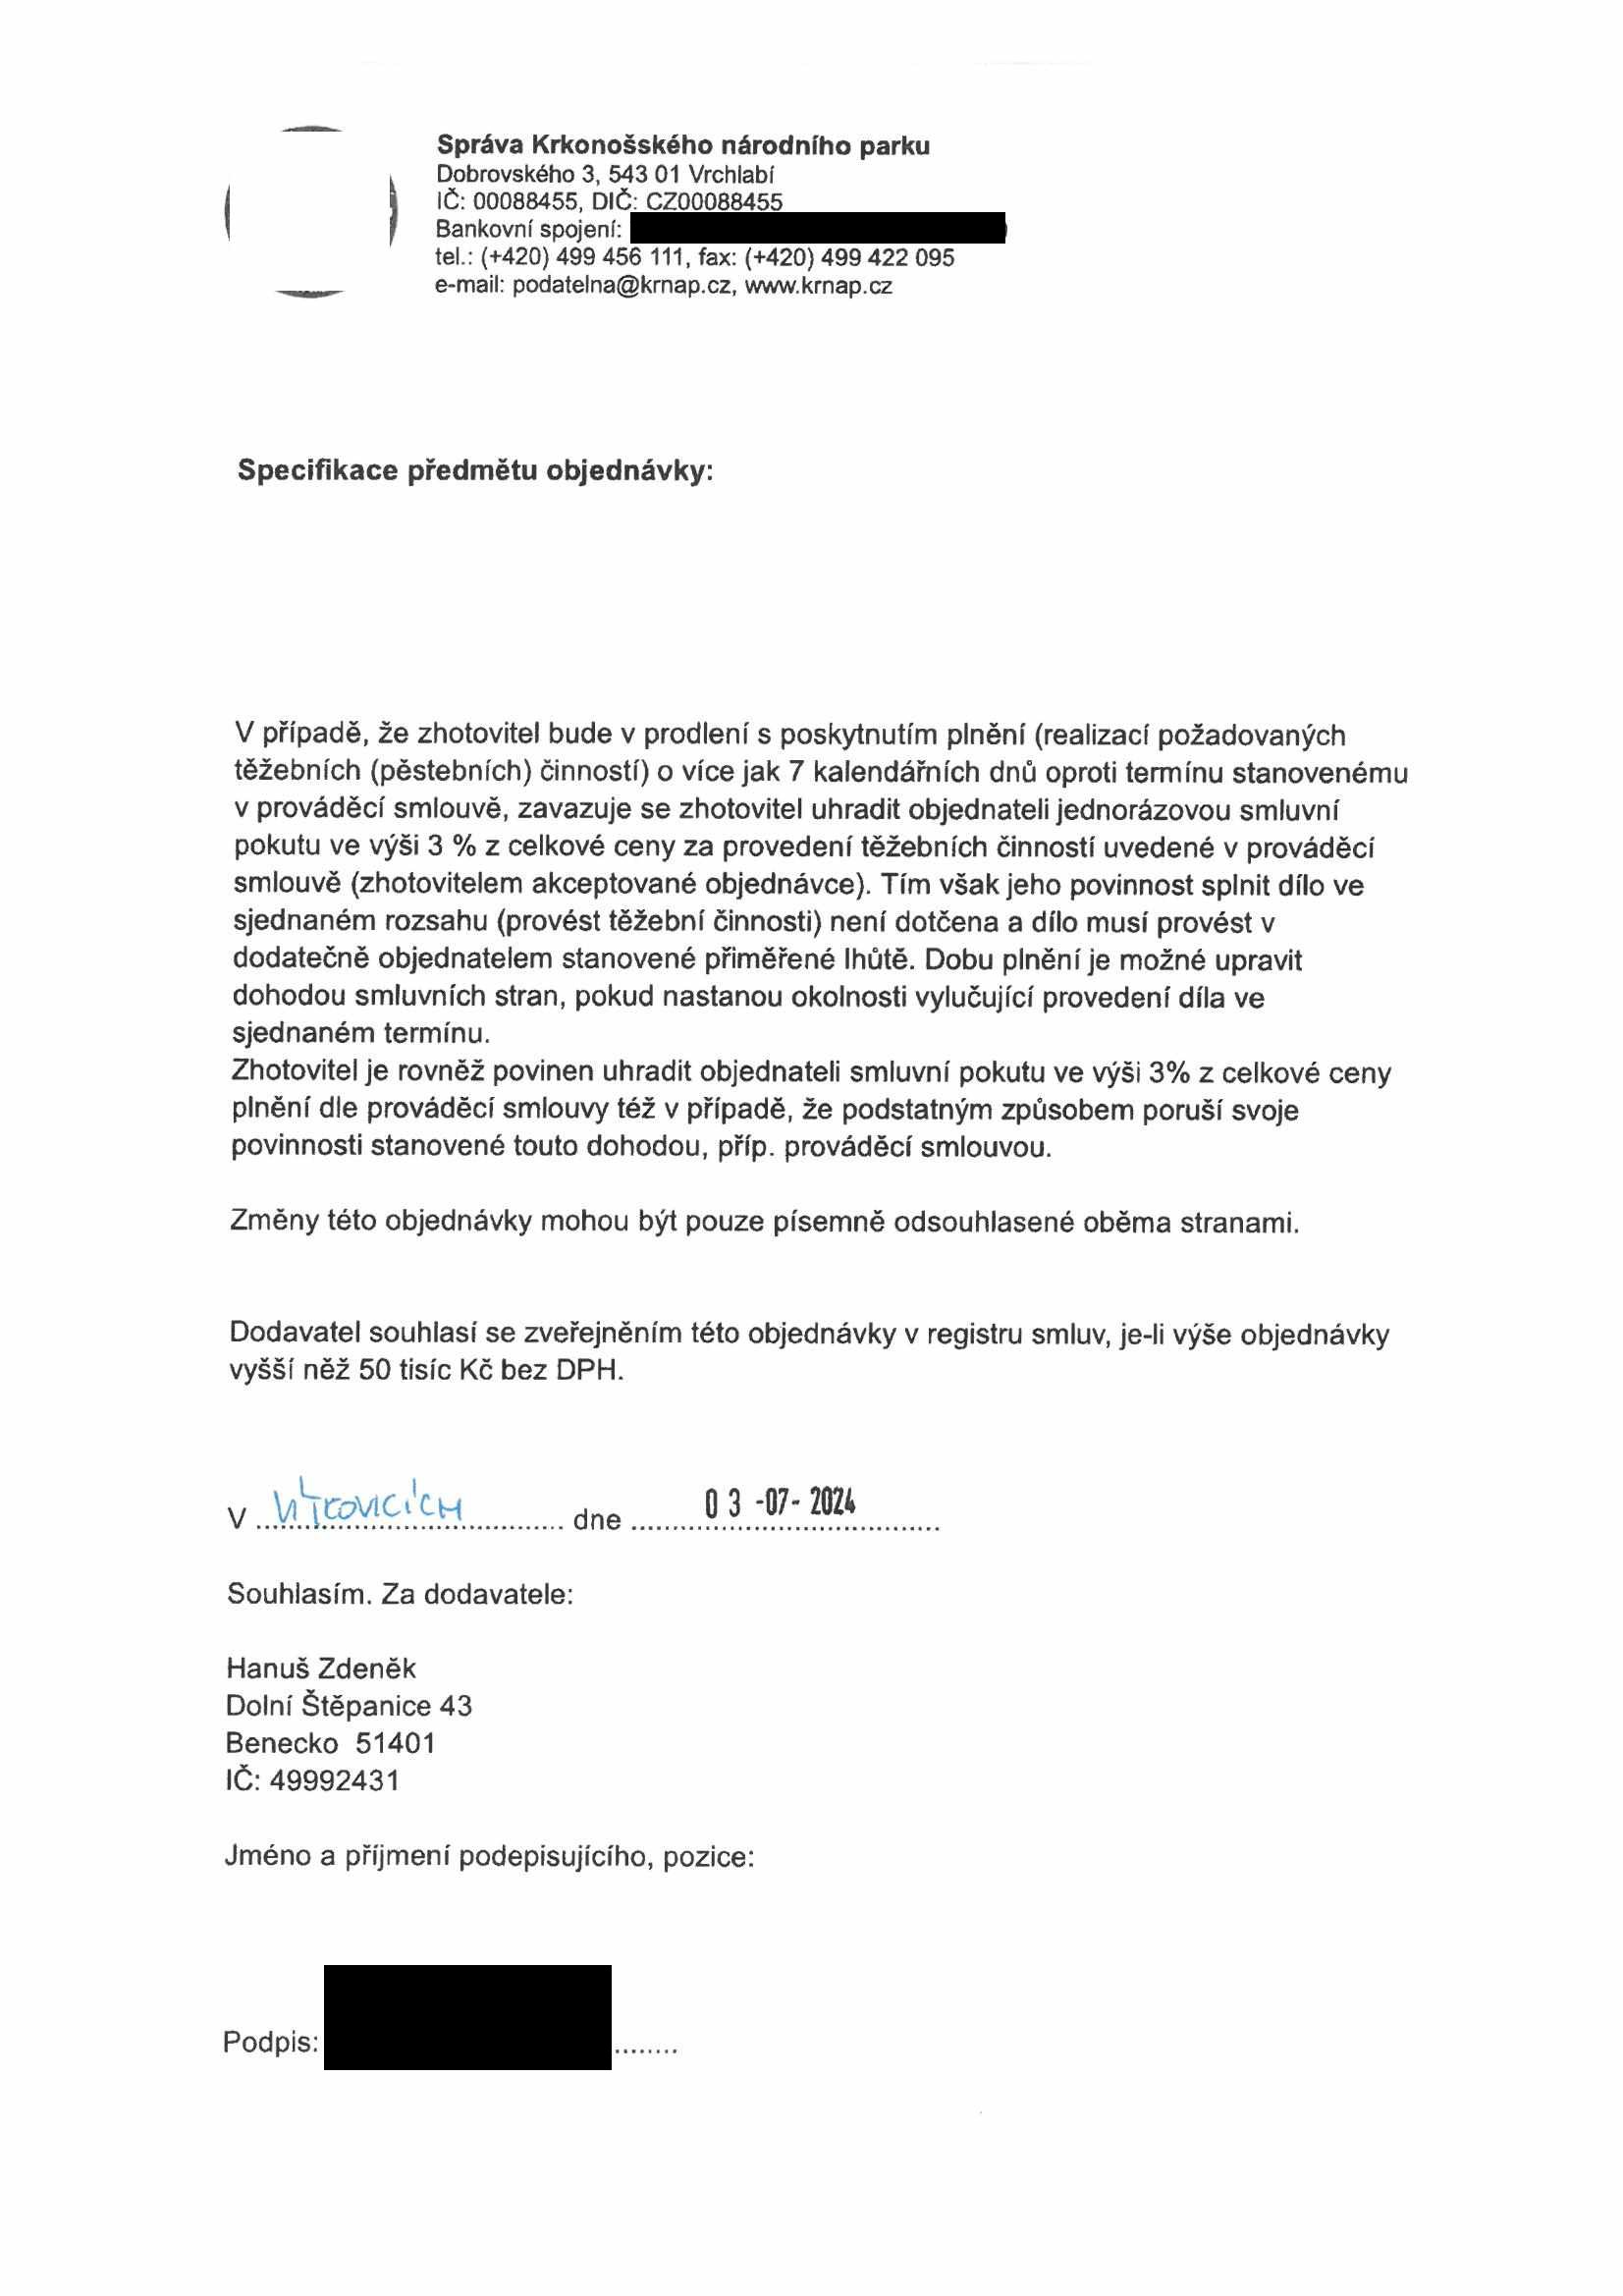 Správa Krkonošského národního parku
Dobrovského 3, 543 01 Vrchlabí
IČ: 00088455, DIČ: CZ00088455
Bankovní spojení:
tel.: (+420) 499 456 111, fax: (+420) 499 422 095
e-mail: podatelna@krnap.cz, www.krnap.cz
Specifikace předmětu objednávky:
V případě, že zhotovitel bude v prodlení s poskytnutím plnění (realizací požadovaných
těžebních (pěstebních) činností) o více jak 7 kalendářních dnů oproti termínu stanovenému
v prováděcí smlouvě, zavazuje se zhotovitel uhradit objednateli jednorázovou smluvní
pokutu ve výši 3 % z celkové ceny za provedení těžebních činností uvedené v prováděcí
smlouvě (zhotovitelem akceptované objednávce). Tím však jeho povinnost splnit dílo ve
sjednaném rozsahu (provést těžební činnosti) není dotčena a dílo musí provést v
dodatečně objednatelem stanovené přiměřené lhůtě. Dobu plnění je možné upravit
dohodou smluvních stran, pokud nastanou okolnosti vylučující provedení díla ve
sjednaném termínu.
Zhotovitel je rovněž povinen uhradit objednateli smluvní pokutu ve výši 3% z celkové ceny
plnění dle prováděcí smlouvy též v případě, že podstatným způsobem poruší svoje
povinnosti stanovené touto dohodou, příp. prováděcí smlouvou.
Změny této objednávky mohou být pouze písemně odsouhlasené oběma stranami.
Dodavatel souhlasí se zveřejněním této objednávky v registru smluv, je-li výše objednávky
vyšší něž 50 tisíc Kč bez DPH.
V VÍTKOVICÍCH dne 03-07-2024
Souhlasím. Za dodavatele:
Hanuš Zdeněk
Dolní Štěpanice 43
Benecko 51401
IČ: 49992431
Jméno a příjmení podepisujícího, pozice:
Podpis: